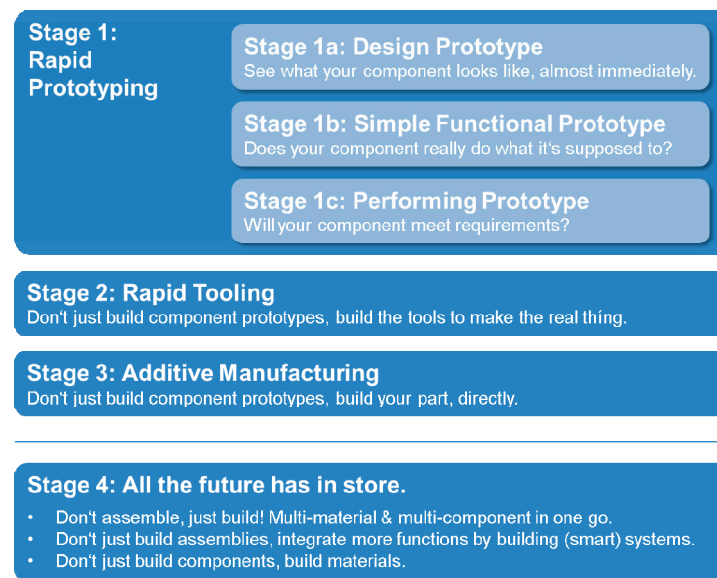 Stage 1:
Rapid
Prototyping
Stage 1a: Design Prototype
See what your component looks like, almost immediately.
Stage 1b: Simple Functional Prototype
Does your component really do what it's supposed to?
Stage 1c: Performing Prototype
Will your component meet requirements?
Stage 2: Rapid Tooling
Don't just build component prototypes, build the tools to make the real thing.
Stage 3: Additive Manufacturing
Don't just build component prototypes, build your part, directly.
Stage 4: All the future has in store.
• Don't assemble, just build! Multi-material & multi-component in one go.
• Don't just build assemblies, integrate more functions by building (smart) systems.
• Don't just build components, build materials.